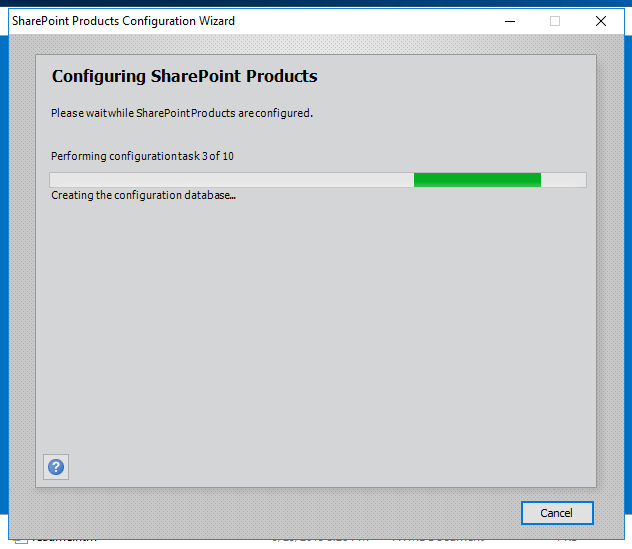 SharePoint Products Configuration Wizard
Configuring SharePoint Products
Please wait while SharePoint Products are configured.
Performing configuration task 3 of 10
Creating the configuration database...
?
Cancel